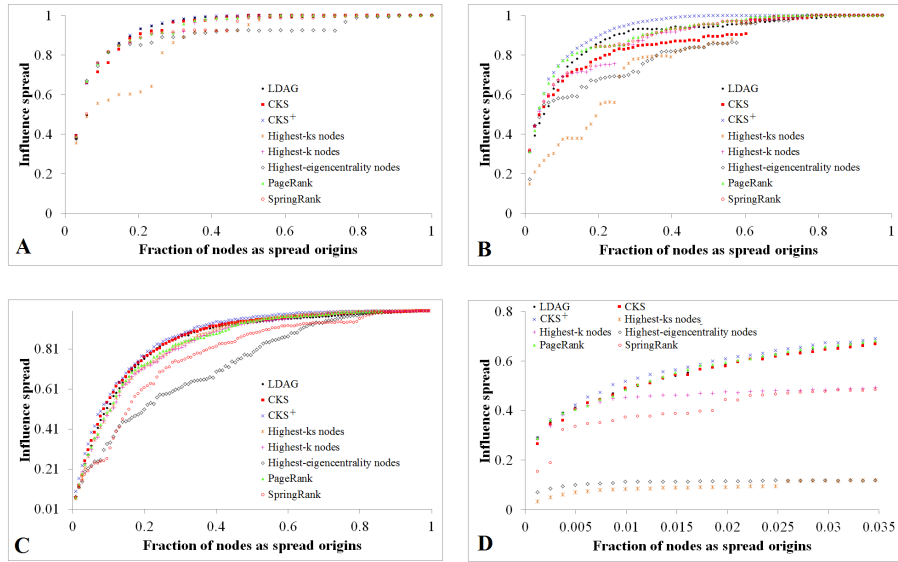 1
0.8
0.6
0.4
0.2
0
0
0.2
0.4
0.6
0.8
1
Influence spread
Fraction of nodes as spread origins
LDAG
CKS
CKS+
Highest-ks nodes
Highest-k nodes
Highest-eigencentrality nodes
PageRank
SpringRank
A
1
0.8
0.6
0.4
0.2
0
0
0.2
0.4
0.6
0.8
1
Influence spread
Fraction of nodes as spread origins
LDAG
CKS
CKS+
Highest-ks nodes
Highest-k nodes
Highest-eigencentrality nodes
PageRank
SpringRank
B
0.81
0.61
0.41
0.21
0.01
0
0.2
0.4
0.6
0.8
1
Influence spread
Fraction of nodes as spread origins
LDAG
CKS
CKS+
Highest-ks nodes
Highest-k nodes
Highest-eigencentrality nodes
PageRank
SpringRank
C
0.8
0.6
0.4
0.2
0
0.005
0.01
0.015
0.02
0.025
0.03
0.035
Influence spread
Fraction of nodes as spread origins
LDAG CKS
CKS+ Highest-ks nodes
Highest-k nodes Highest-eigencentrality nodes
PageRank SpringRank
D